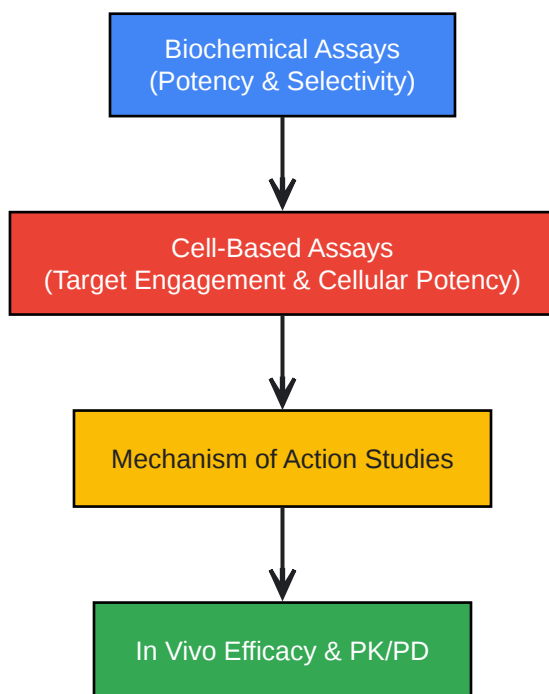 Biochemical Assays
(Potency & Selectivity)
Cell-Based Assays
(Target Engagement & Cellular Potency)
Mechanism of Action Studies
In Vivo Efficacy & PK/PD